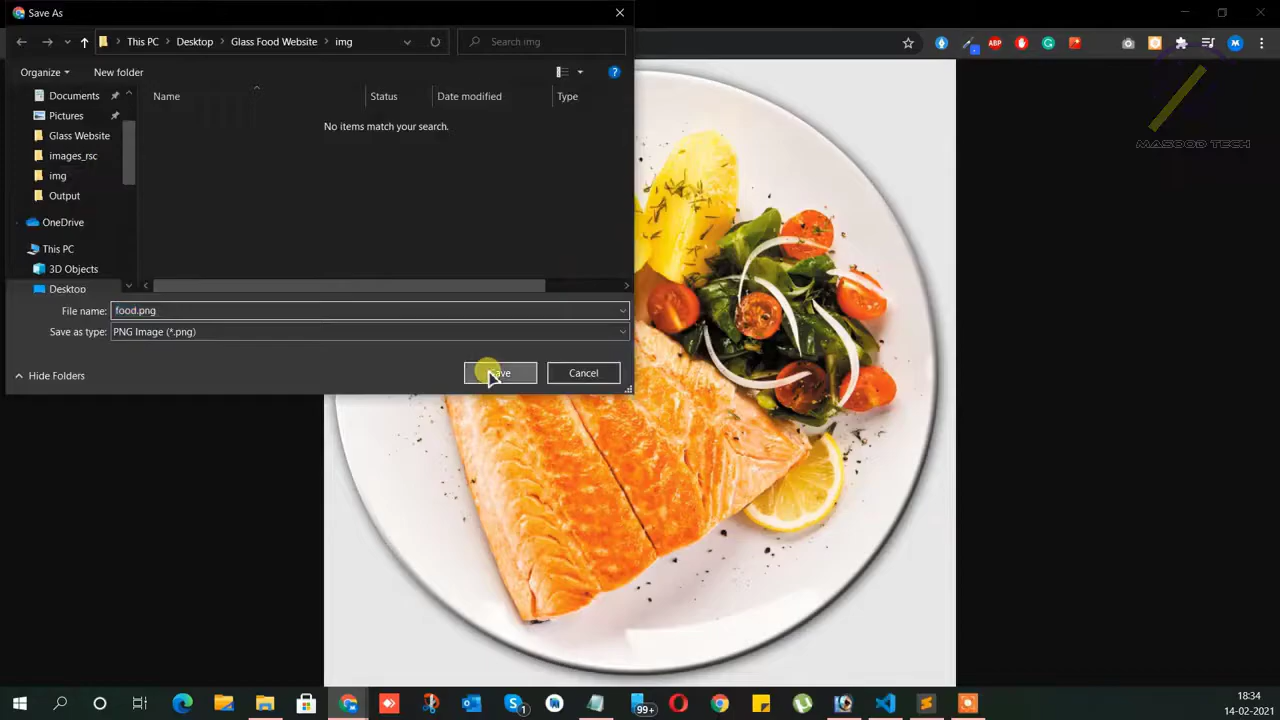 Save As
This PC
Desktop
Glass Food Website
img
Search img
ABP
M
Organize
New folder
?
Documents
Pictures
Glass Website
images_rsc
img
Output
OneDrive
This PC
3D Objects
Desktop
Name
Status
Date modified
Type
No items match your search.
MASOOD TECH
File name:
food.png
Save as type:
PNG Image (*.png)
Hide Folders
Cancel
1
99+
18:34
14-02-2021